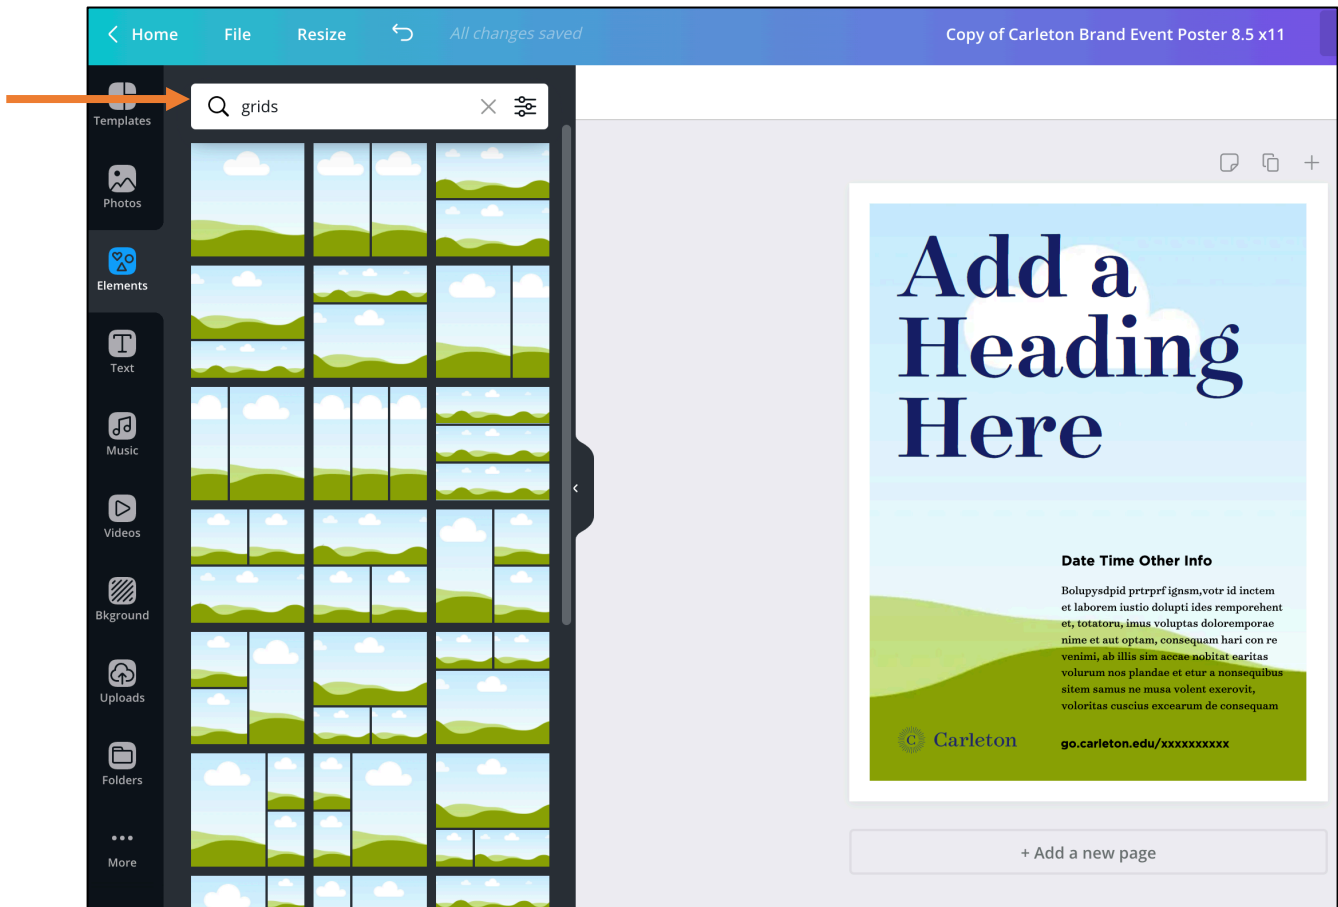 Home
File
Resize
All changes saved
Copy of Carleton Brand Event Poster 8.5 x11
grids
Templates
Photos
Elements
Text
Music
Videos
Bkground
Uploads
Folders
More
Add a
Heading
Here
Date Time Other Info
Bolupysdpid prtrprf ignsm,votr id inctem
et laborem iustio dolupti ides remporehent
et, totatoru, imus voluptas doloremporae
nime et aut optam, consequam hari con re
venimi, ab illis sim accae nobitat earitas
volurum nos plandae et etur a nonsequibus
sitem samus ne musa volent exerovit,
voloritas cuscius excearum de consequam
C Carleton
go.carleton.edu/xxxxxxxxxx
+ Add a new page